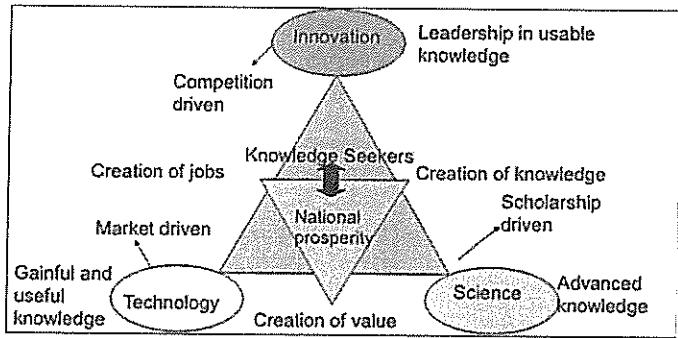 Innovation
Leadership in usable
knowledge
Competition
driven
Knowledge Seekers
Creation of jobs
Creation of knowledge
National
prosperity
Scholarship
driven
Market driven
Gainful and
useful
knowledge
Technology
Science
Advanced
knowledge
Creation of value